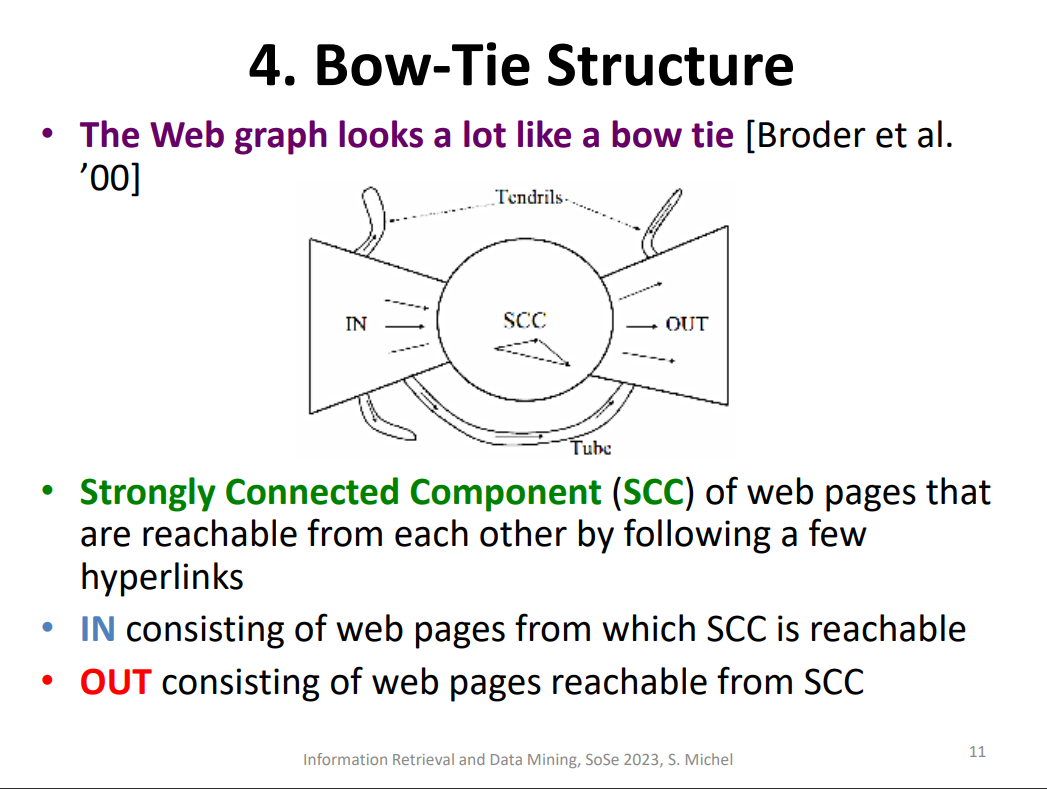 4. Bow-Tie Structure
• The Web graph looks a lot like a bow tie [Broder et al.
’00]
Tendrils
IN
SCC
OUT
Tube
• Strongly Connected Component (SCC) of web pages that
are reachable from each other by following a few
hyperlinks
• IN consisting of web pages from which SCC is reachable
• OUT consisting of web pages reachable from SCC
Information Retrieval and Data Mining, SoSe 2023, S. Michel
11